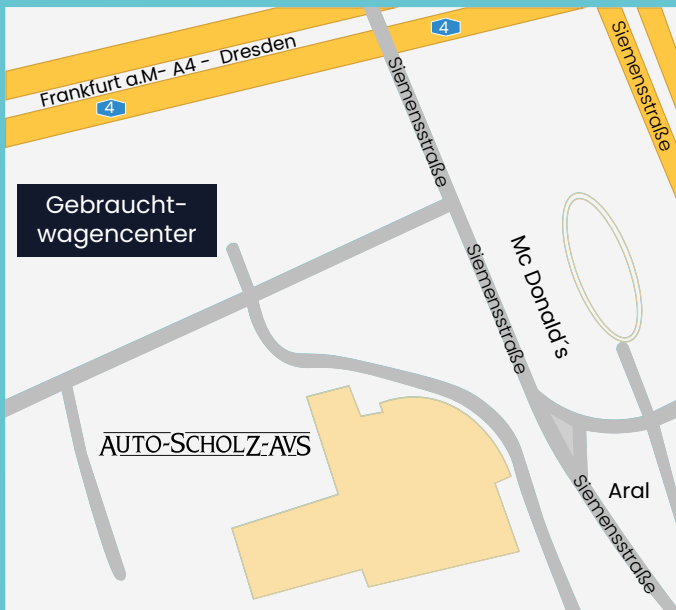 4
Siemensstraße
Frankfurt a.M- A4 - Dresden
4
Siemensstraße
Gebraucht-
wagencenter
Siemensstraße
Mc Donald´s
AUTO-SCHOLZ-AVS
Aral
Siemensstraße